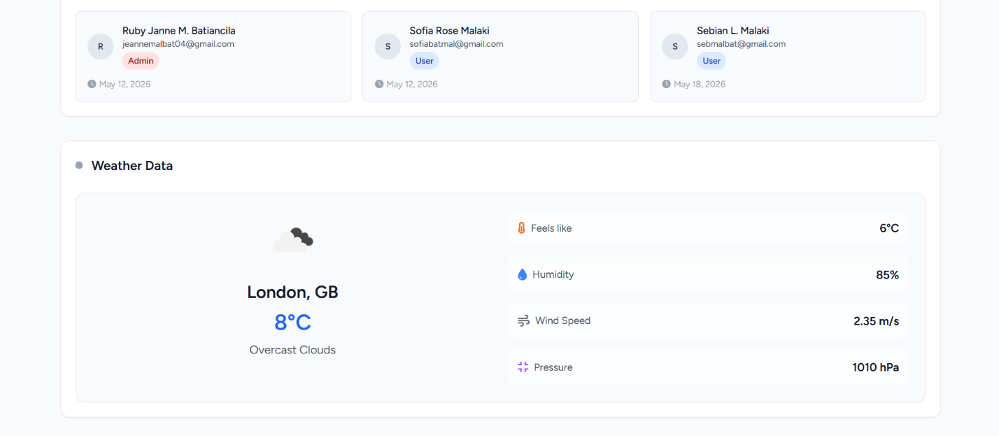 R
Ruby Janne M. Batiancila
jeannemalbat04@gmail.com
Admin
May 12, 2026
S
Sofia Rose Malaki
sofiabatmal@gmail.com
User
May 12, 2026
S
Sebian L. Malaki
sebmalbat@gmail.com
User
May 18, 2026
Weather Data
London, GB
8°C
Overcast Clouds
Feels like 6°C
Humidity 85%
Wind Speed 2.35 m/s
Pressure 1010 hPa